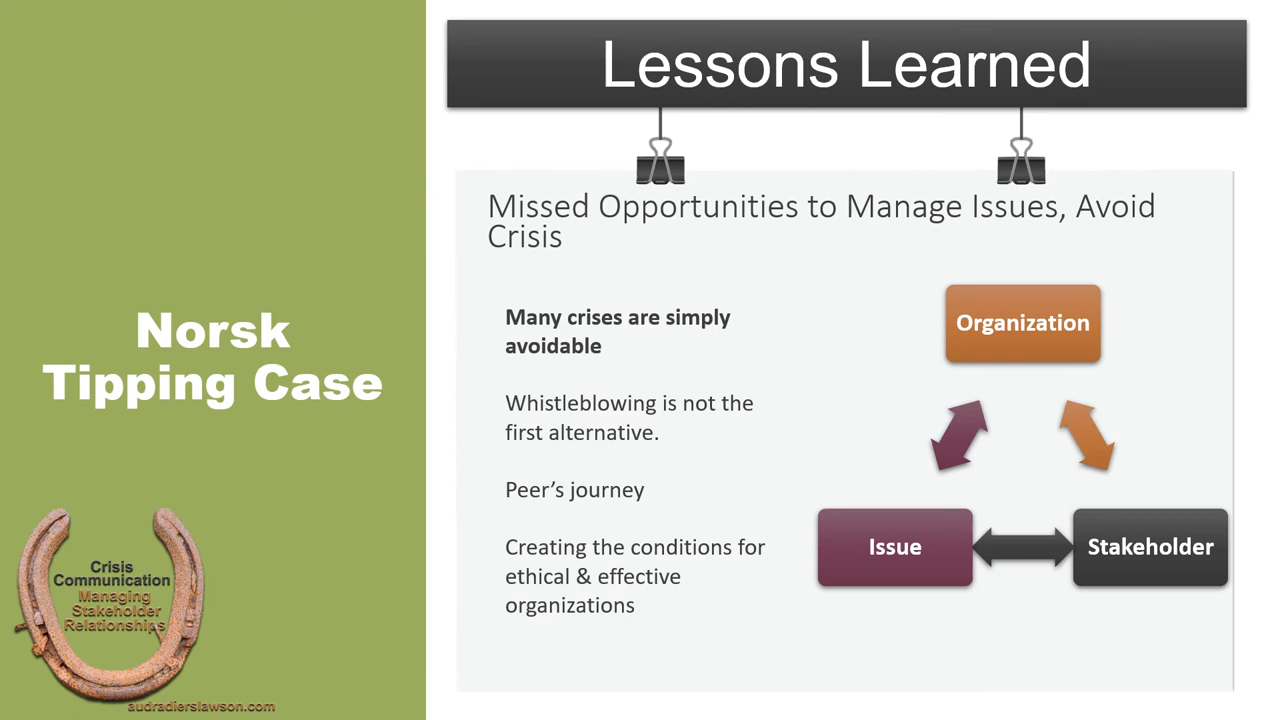 Lessons Learned
Missed Opportunities to Manage Issues, Avoid
Crisis
Norsk
Tipping Case
Many crises are simply
avoidable
Whistleblowing is not the
first alternative.
Peer’s journey
Creating the conditions for
ethical & effective
organizations
Organization
Issue
Stakeholder
Crisis
Communication
Managing
Stakeholder
Relationships
audradierslawson.com